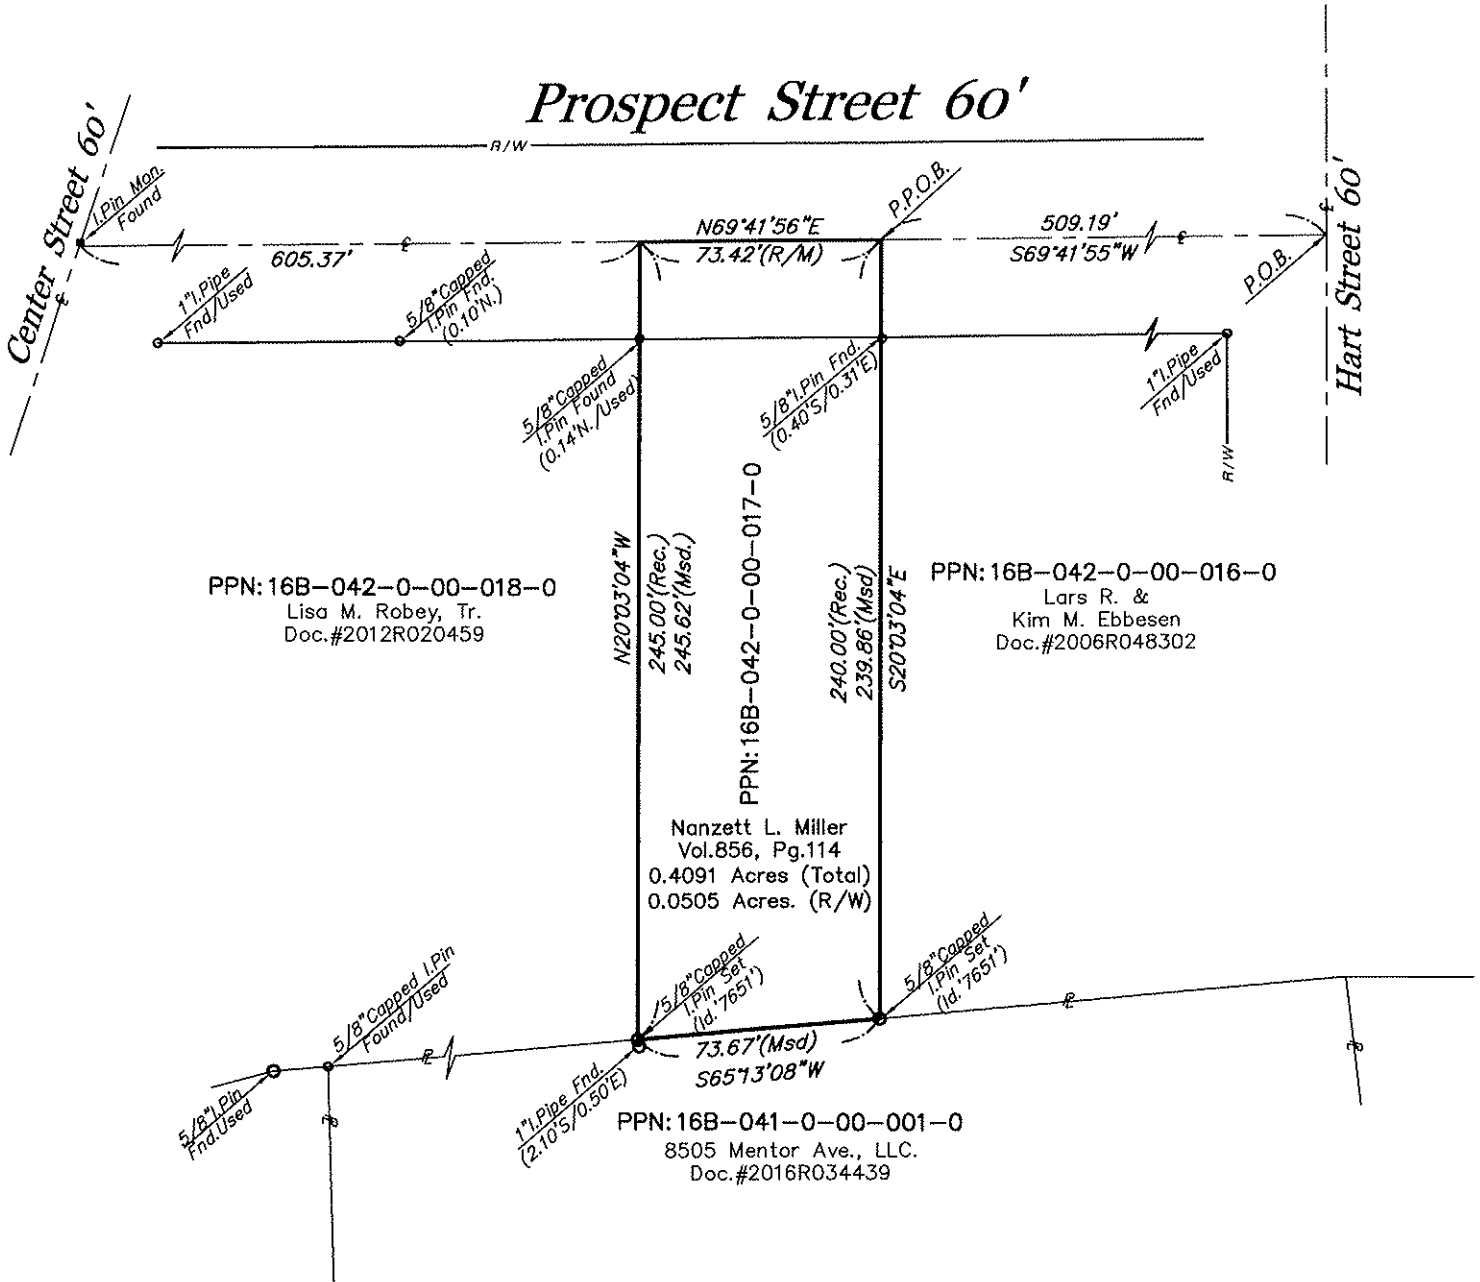 Prospect Street 60'
R/W
Center Street 60'
I.Pin Mon.
Found
P.P.O.B.
N69°41'56"E
73.42'(R/M)
509.19'
S69°41'55"W
605.37'
P.O.B.
Hart Street 60'
1"I.Pipe
Fnd/Used
5/8"Capped
I.Pin Fnd.
(0.10'N.)
5/8"Capped
I.Pin Found
(0.14'N./Used)
5/8"I.Pin Fnd.
(0.40'S/0.31'E)
1"I.Pipe
Fnd/Used
R/W
N20°03'04"W
245.00'(Rec.)
245.62'(Msd.)
PPN:16B-042-0-00-017-0
240.00'(Rec.)
239.86'(Msd)
S20°03'04"E
PPN:16B-042-0-00-018-0
Lisa M. Robey, Tr.
Doc.#2012R020459
PPN:16B-042-0-00-016-0
Lars R. &
Kim M. Ebbesen
Doc.#2006R048302
Nanzett L. Miller
Vol.856, Pg.114
0.4091 Acres (Total)
0.0505 Acres. (R/W)
5/8"Capped I.Pin
Found/Used
5/8"Capped
I.Pin Set
(Id.'7651')
5/8"Capped
I.Pin Set
(Id.'7651')
73.67'(Msd)
S65°13'08"W
5/8"I.Pin
Fnd.Used
1"I.Pipe Fnd.
(2.10'S/0.50'E)
PPN:16B-041-0-00-001-0
8505 Mentor Ave., LLC.
Doc.#2016R034439